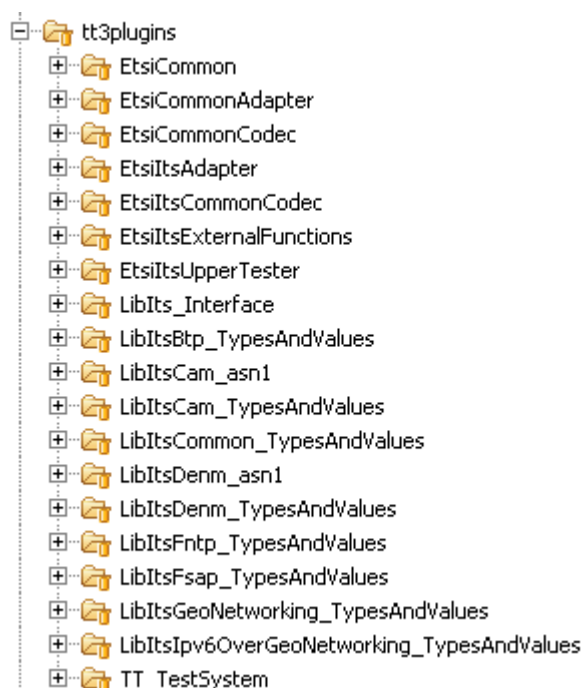 tt3plugins
EtsiCommon
EtsiCommonAdapter
EtsiCommonCodec
EtsiItsAdapter
EtsiItsCommonCodec
EtsiItsExternalFunctions
EtsiItsUpperTester
LibIts_Interface
LibItsBtp_TypesAndValues
LibItsCam_asn1
LibItsCam_TypesAndValues
LibItsCommon_TypesAndValues
LibItsDenm_asn1
LibItsDenm_TypesAndValues
LibItsFntp_TypesAndValues
LibItsFsap_TypesAndValues
LibItsGeoNetworking_TypesAndValues
LibItsIpv6OverGeoNetworking_TypesAndValues
TT_TestSystem